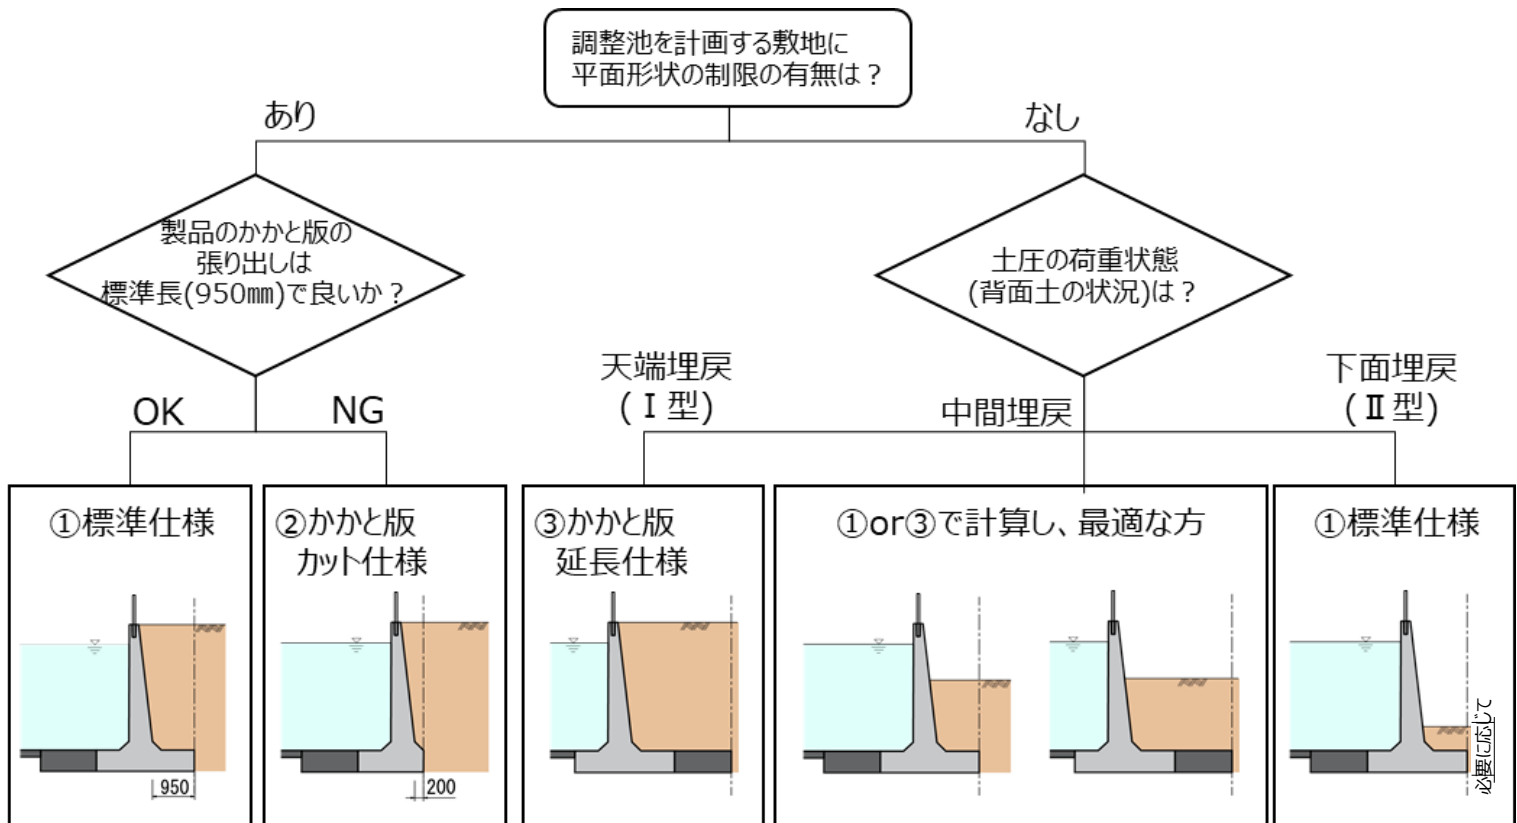 調整池を計画する敷地に
平面形状の制限の有無は？
あり
なし
製品のかかと版の
張り出しは
標準長(950㎜)で良いか？
土圧の荷重状態
(背面土の状況)は？
OK
NG
天端埋戻
(Ⅰ型)
中間埋戻
下面埋戻
(Ⅱ型)
①標準仕様
②かかと版
カット仕様
③かかと版
延長仕様
①or③で計算し、最適な方
①標準仕様
950
200
必要に応じて